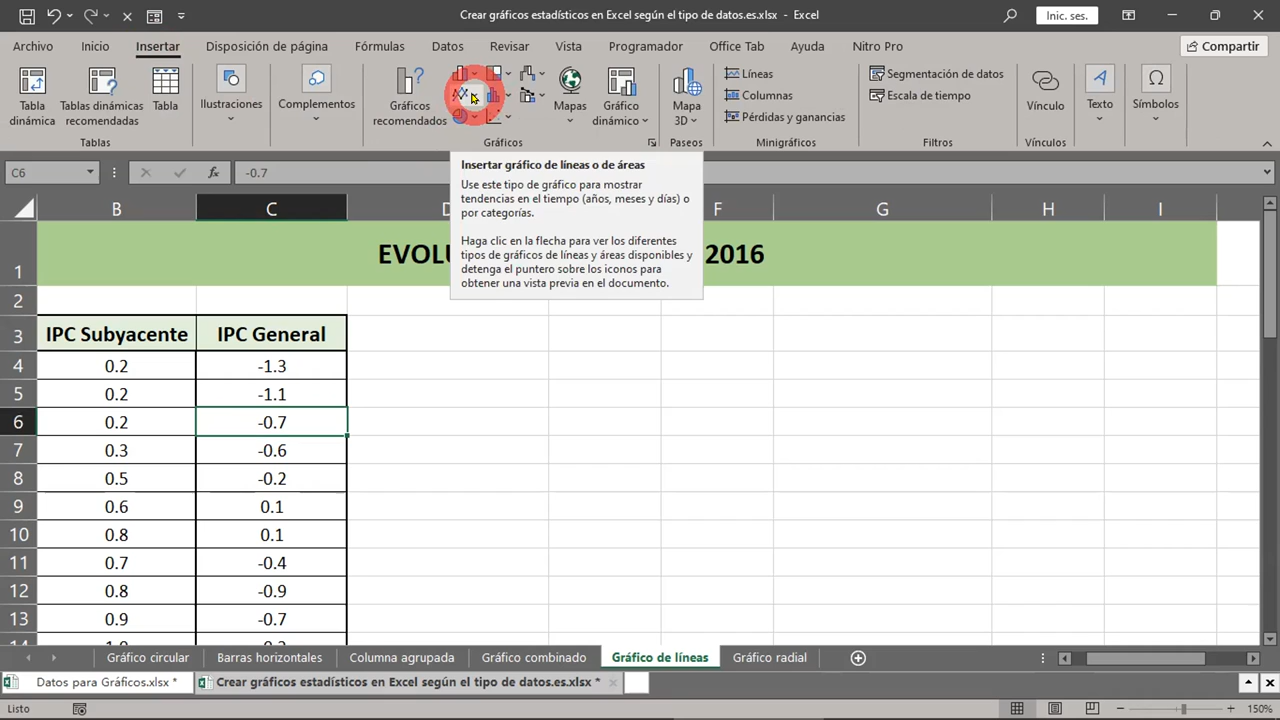 Crear gráficos estadísticos en Excel según el tipo de datos.es.xlsx - Excel
Inic. ses.
Archivo Inicio Insertar Disposición de página Fórmulas Datos Revisar Vista Programador Office Tab Ayuda Nitro Pro Compartir
Tabla dinámica
Tablas dinámicas recomendadas
Tabla
Ilustraciones
Complementos
Gráficos recomendados
Mapas
Gráfico dinámico
Mapa 3D
Líneas
Columnas
Pérdidas y ganancias
Segmentación de datos
Escala de tiempo
Vínculo
Texto
Símbolos
Tablas Gráficos Paseos Minigráficos Filtros Vínculos
C6 fx -0.7
Insertar gráfico de líneas o de áreas
Use este tipo de gráfico para mostrar
tendencias en el tiempo (años, meses y días) o
por categorías.
Haga clic en la flecha para ver los diferentes
tipos de gráficos de líneas y áreas disponibles y
detenga el puntero sobre los iconos para
obtener una vista previa en el documento.
B C F G H I
1 2016
2
3 IPC Subyacente IPC General
4 0.2 -1.3
5 0.2 -1.1
6 0.2 -0.7
7 0.3 -0.6
8 0.5 -0.2
9 0.6 0.1
10 0.8 0.1
11 0.7 -0.4
12 0.8 -0.9
13 0.9 -0.7
Gráfico circular Barras horizontales Columna agrupada Gráfico combinado Gráfico de líneas Gráfico radial
Datos para Gráficos.xlsx * Crear gráficos estadísticos en Excel según el tipo de datos.es.xlsx *
Listo 150%